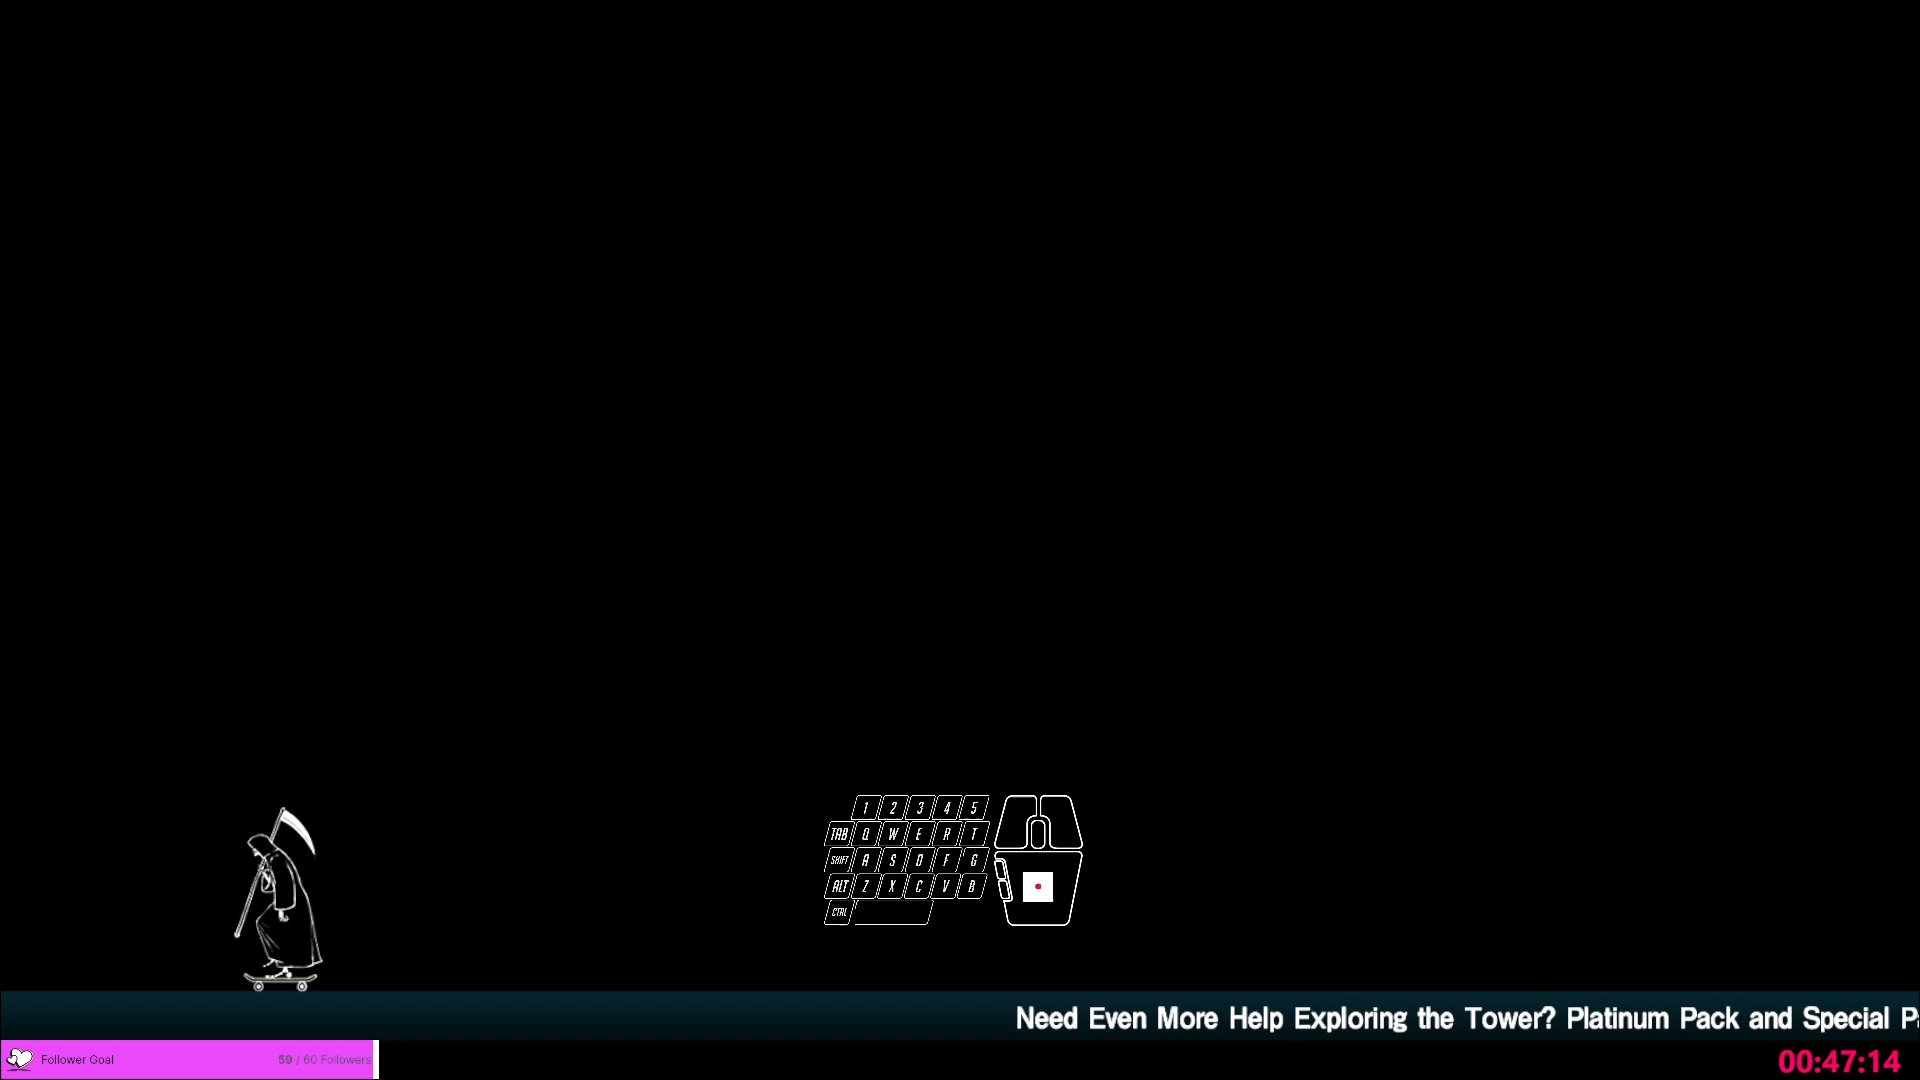 1 2 3 4 5
TAB Q W E R T
SHIFT A S D F G
ALT Z X C V B
CTRL
Need Even More Help Exploring the Tower? Platinum Pack and Special P
Follower Goal 59 / 60 Followers
00:47:14